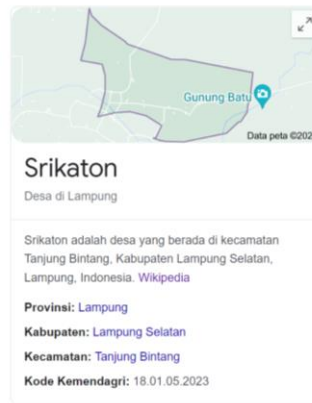 Gunung Batu
Data peta ©202
Srikaton
Desa di Lampung
Srikaton adalah desa yang berada di kecamatan
Tanjung Bintang, Kabupaten Lampung Selatan,
Lampung, Indonesia. Wikipedia
Provinsi: Lampung
Kabupaten: Lampung Selatan
Kecamatan: Tanjung Bintang
Kode Kemendagri: 18.01.05.2023